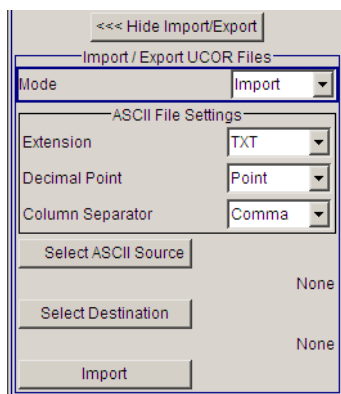 <<< Hide Import/Export
Import / Export UCOR Files
Mode Import
ASCII File Settings
Extension TXT
Decimal Point Point
Column Separator Comma
Select ASCII Source
None
Select Destination
None
Import